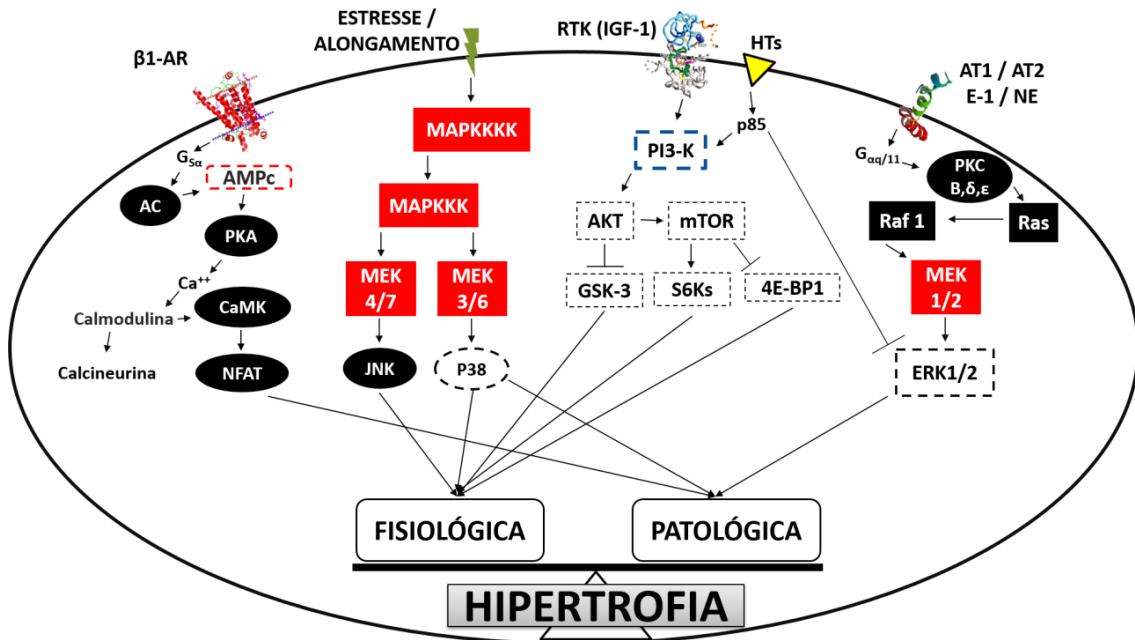 ESTRESSE /
ALONGAMENTO
RTK (IGF-1)
HTs
β1-AR
AT1 / AT2
E-1 / NE
MAPKKKK
p85
G_Sα
AMPc
PI3-K
G_αq/11
PKC
Β,δ,ε
AC
MAPKKK
AKT
mTOR
Raf 1
Ras
PKA
Ca⁺⁺
MEK
4/7
MEK
3/6
GSK-3
S6Ks
4E-BP1
MEK
1/2
Calmodulina
CaMK
Calcineurina
NFAT
JNK
P38
ERK1/2
FISIOLÓGICA
PATOLÓGICA
HIPERTROFIA